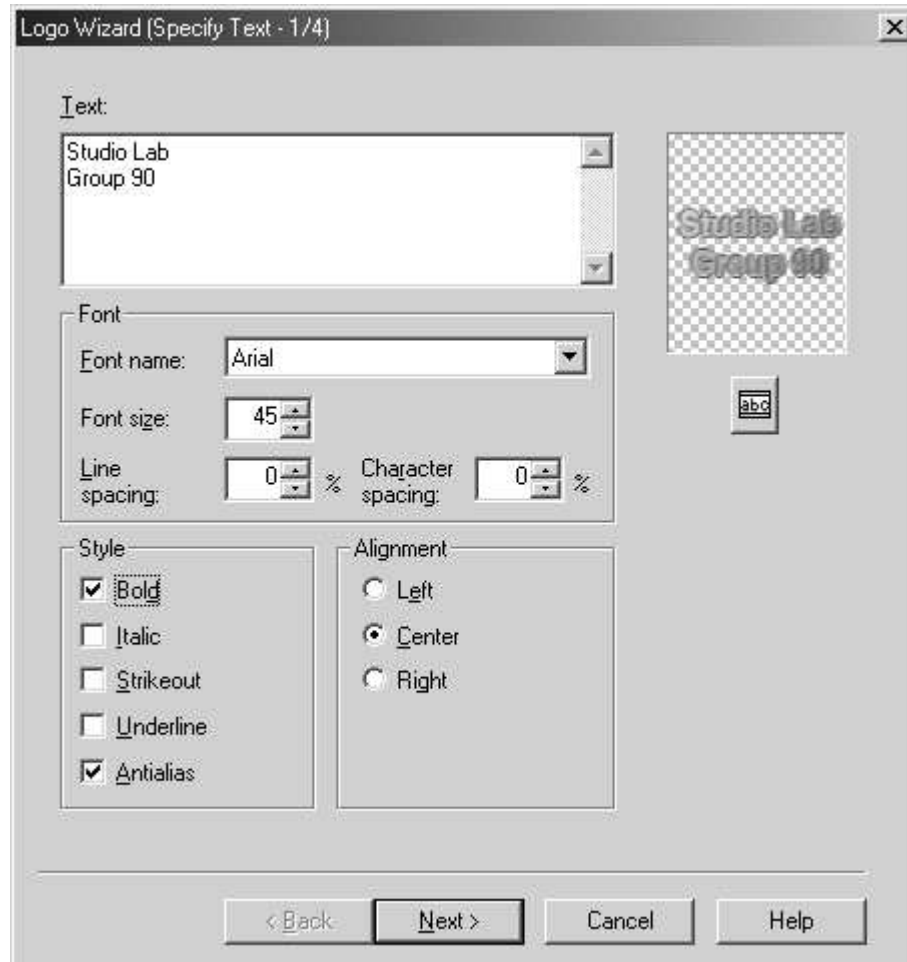 Logo Wizard (Specify Text - 1/4)
Text:
Studio Lab
Group 90
Studio Lab
Group 90
Font
Font name: Arial
abc
Font size: 45
Line spacing: 0 % Character spacing: 0 %
Style
Bold
Italic
Strikeout
Underline
Antialias
Alignment
Left
Center
Right
< Back Next > Cancel Help